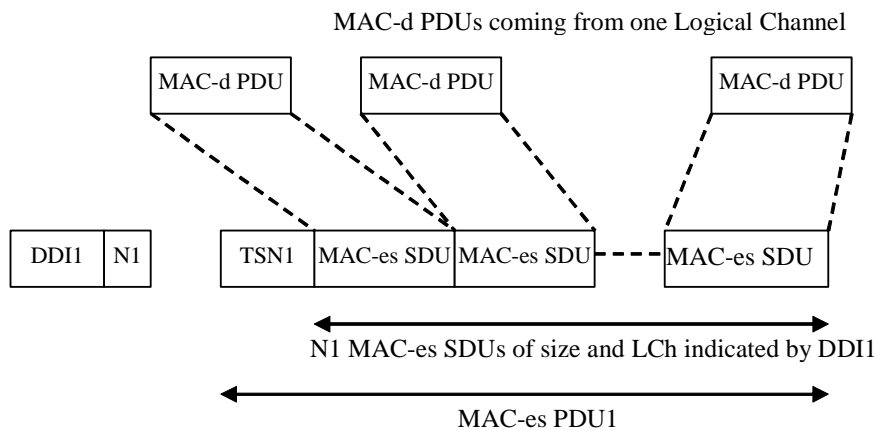 MAC-d PDUs coming from one Logical Channel
MAC-d PDU MAC-d PDU MAC-d PDU
DDI1 N1 TSN1 MAC-es SDU MAC-es SDU MAC-es SDU
N1 MAC-es SDUs of size and LCh indicated by DDI1
MAC-es PDU1